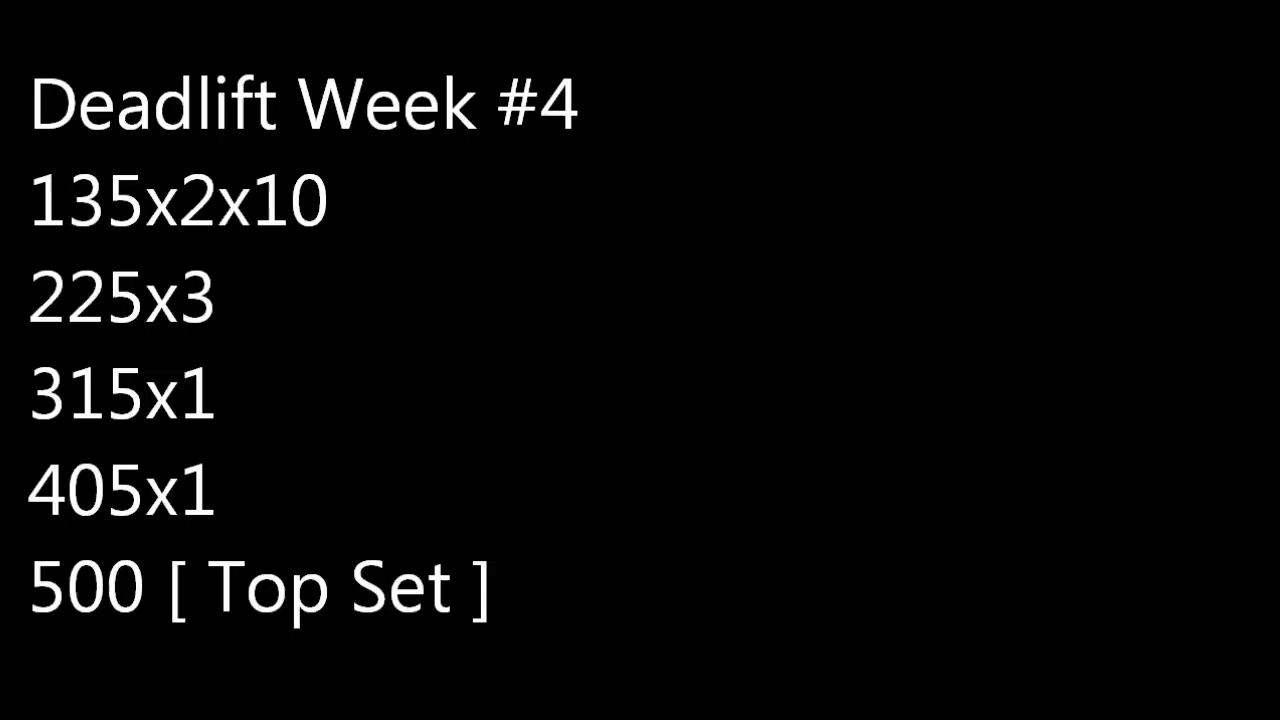 Deadlift Week #4
135x2x10
225x3
315x1
405x1
500 [ Top Set ]